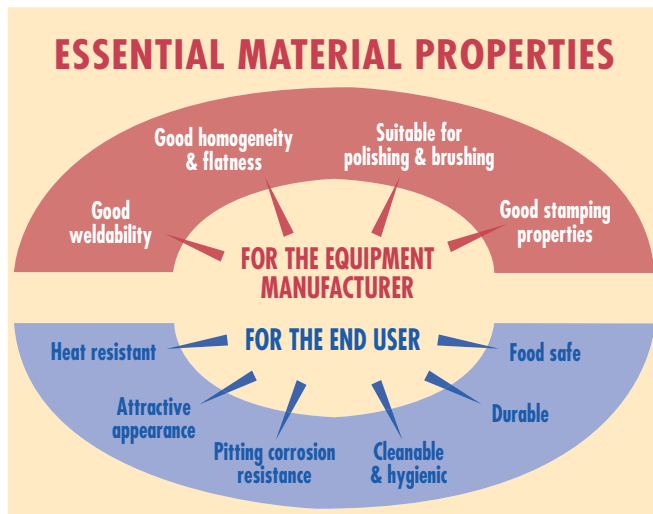 ESSENTIAL MATERIAL PROPERTIES
Good homogeneity
& flatness
Suitable for
polishing & brushing
Good
weldability
Good stamping
properties
FOR THE EQUIPMENT
MANUFACTURER
FOR THE END USER
Heat resistant
Food safe
Attractive
appearance
Durable
Pitting corrosion
resistance
Cleanable
& hygienic